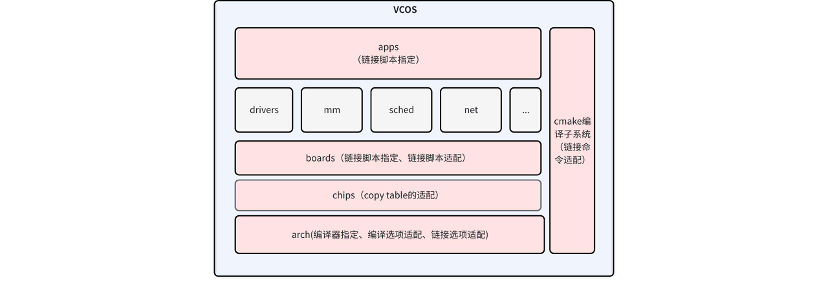 VCOS
apps
（链接脚本指定）
drivers
mm
sched
net
...
cmake编
译子系统
（链接命
令适配）
boards（链接脚本指定、链接脚本适配）
chips（copy table的适配）
arch(编译器指定、编译选项适配、链接选项适配)